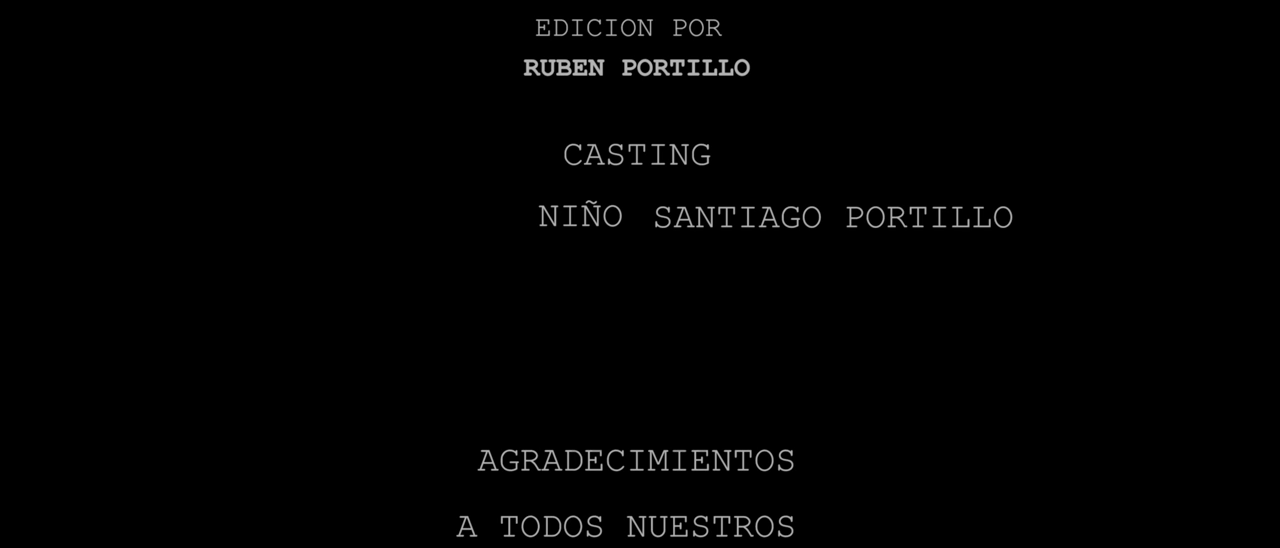 EDICION POR
RUBEN PORTILLO
CASTING
NIÑO SANTIAGO PORTILLO
AGRADECIMIENTOS
A TODOS NUESTROS